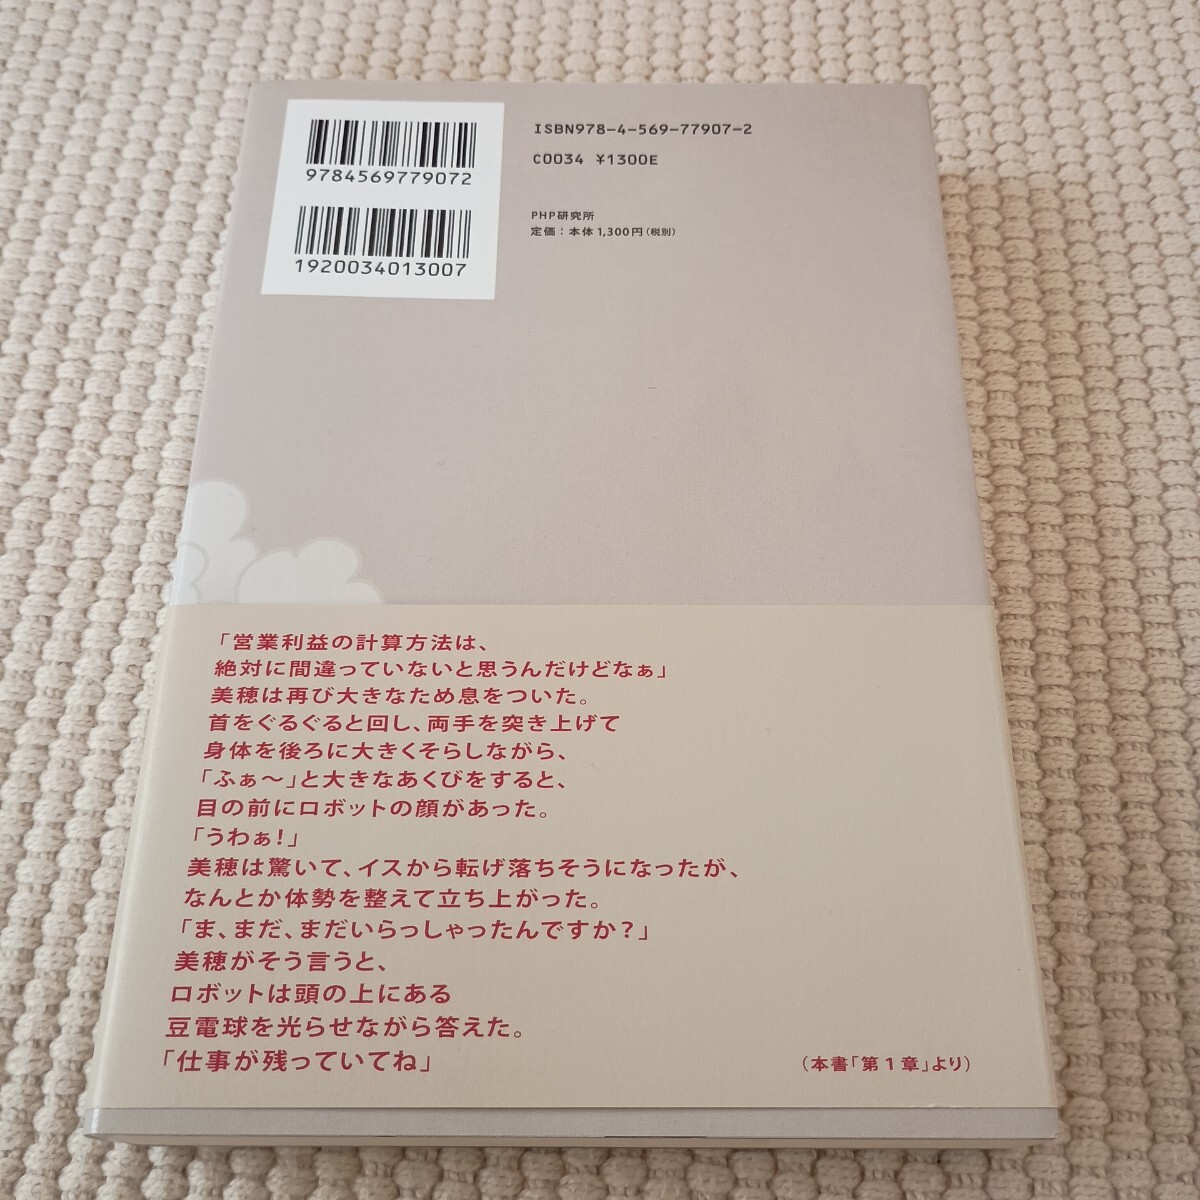 9784569779072
1920034013007
ISBN978-4-569-77907-2
C0034 ¥1300E
PHP研究所
定価：本体1,300円（税別）
「営業利益の計算方法は、
絶対に間違っていないと思うんだけどなぁ」
美穂は再び大きなため息をついた。
首をぐるぐると回し、両手を突き上げて
身体を後ろに大きくそらしながら、
「ふぁ〜」と大きなあくびをすると、
目の前にロボットの顔があった。
「うわぁ！」
美穂は驚いて、イスから転げ落ちそうになったが、
なんとか体勢を整えて立ち上がった。
「ま、まだ、まだいらっしゃったんですか？」
美穂がそう言うと、
ロボットは頭の上にある
豆電球を光らせながら答えた。
「仕事が残っていてね」
（本書「第1章」より）